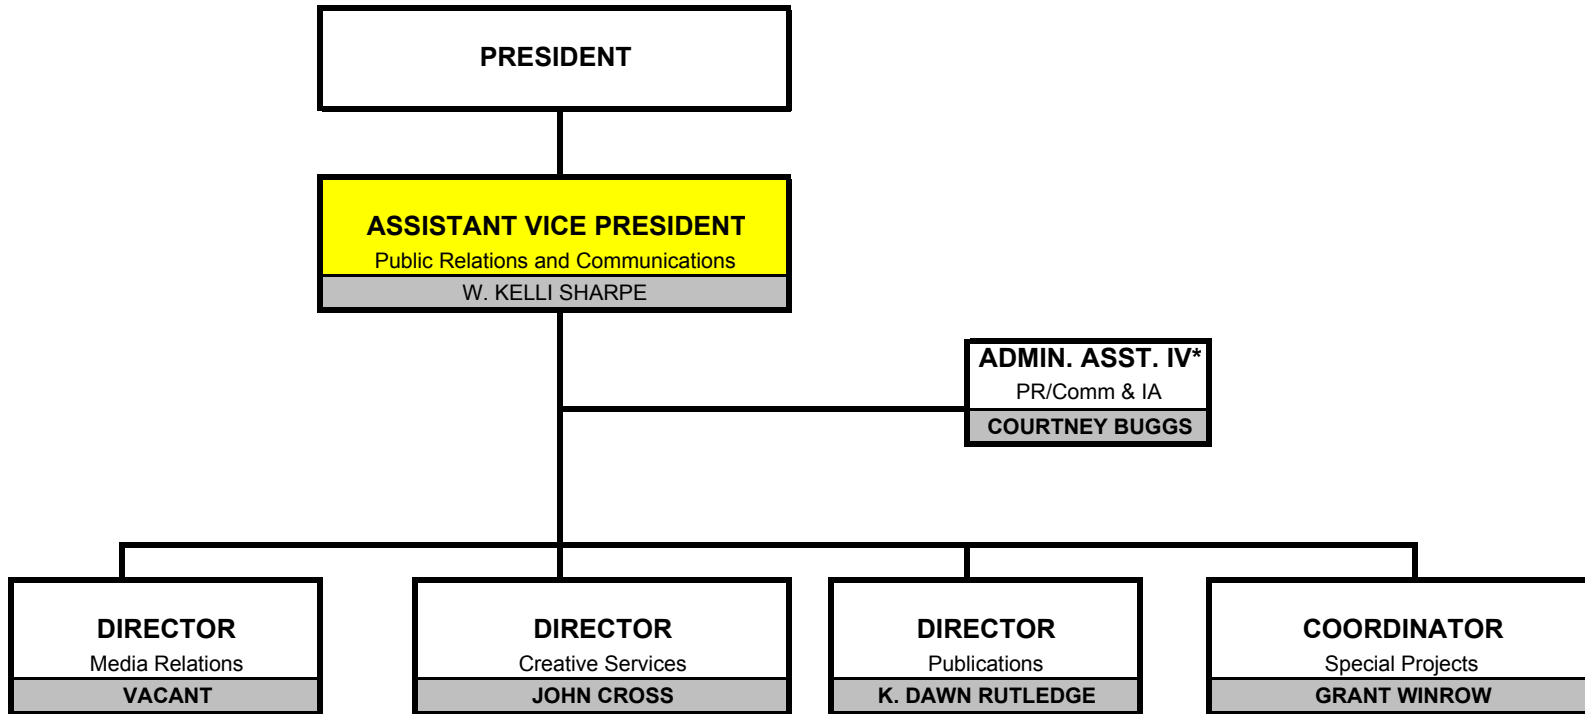 PRESIDENT
ASSISTANT VICE PRESIDENT
Public Relations and Communications
W. KELLI SHARPE
ADMIN. ASST. IV*
PR/Comm & IA
COURTNEY BUGGS
DIRECTOR
Media Relations
VACANT
DIRECTOR
Creative Services
JOHN CROSS
DIRECTOR
Publications
K. DAWN RUTLEDGE
COORDINATOR
Special Projects
GRANT WINROW